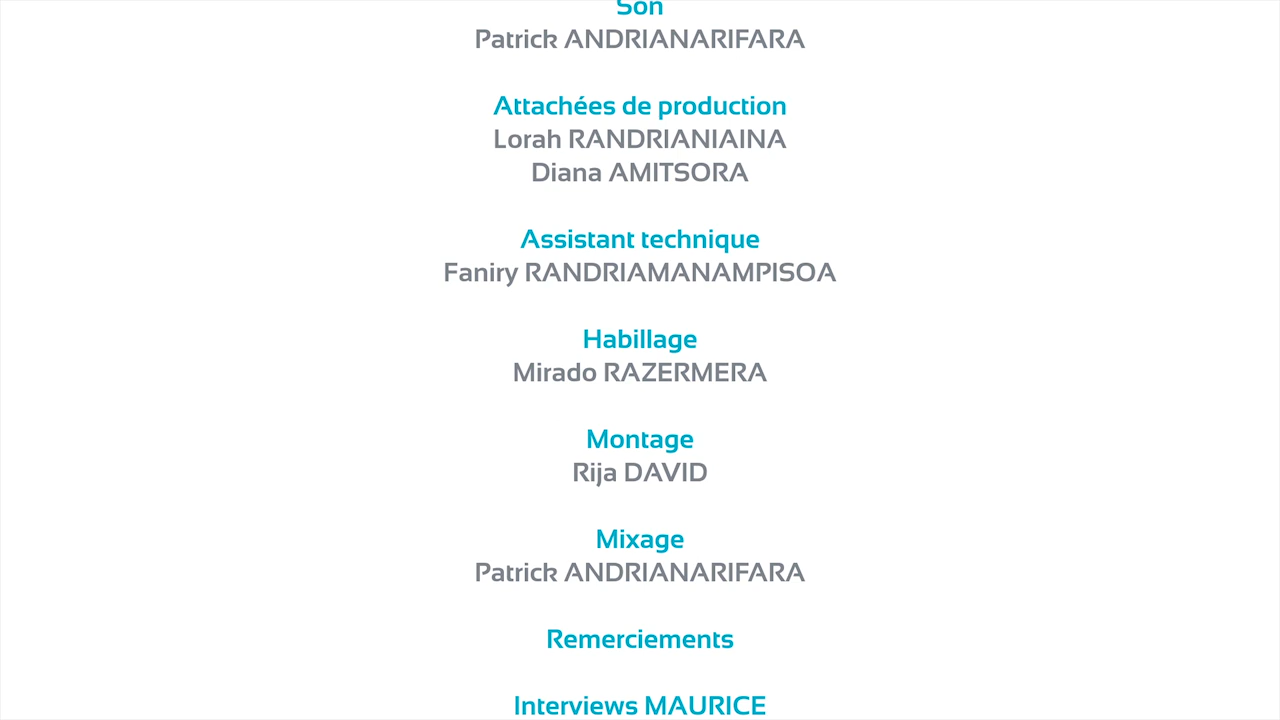 Son
Patrick ANDRIANARIFARA
Attachées de production
Lorah RANDRIANIAINA
Diana AMITSORA
Assistant technique
Faniry RANDRIAMANAMPISOA
Habillage
Mirado RAZERMERA
Montage
Rija DAVID
Mixage
Patrick ANDRIANARIFARA
Remerciements
Interviews MAURICE